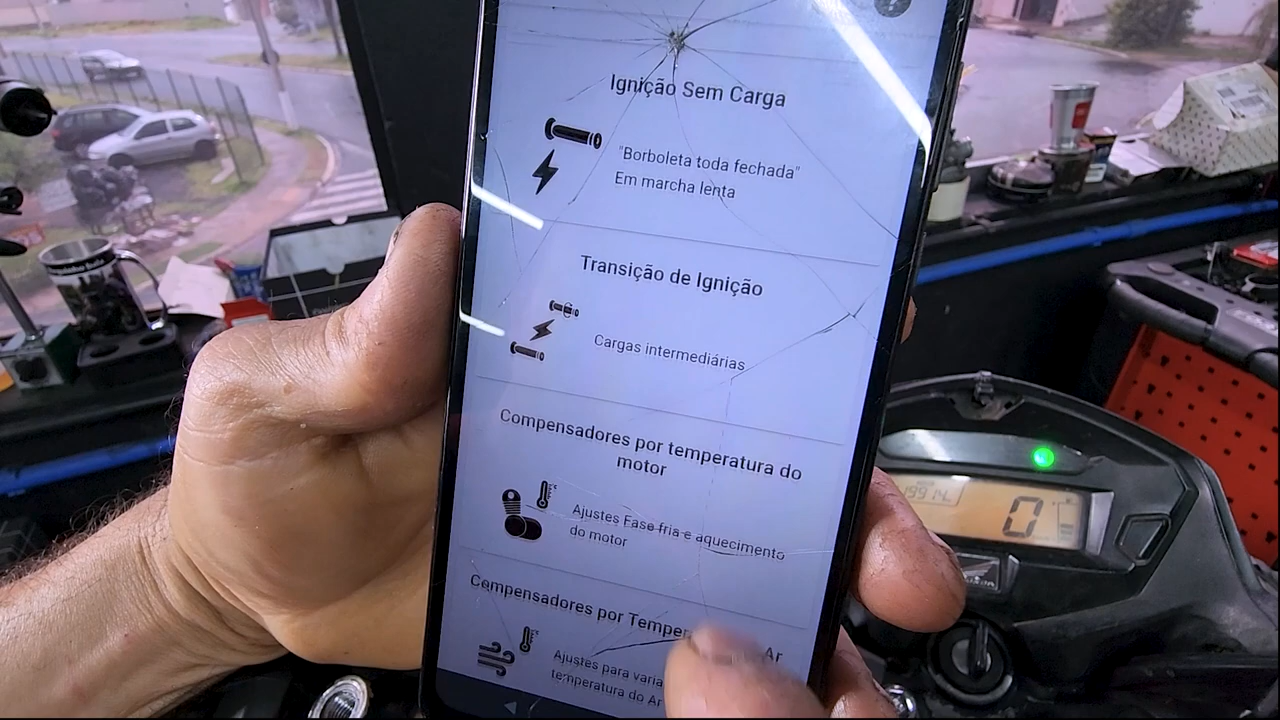 Ignição Sem Carga
"Borboleta toda fechada"
Em marcha lenta
Transição de Ignição
Cargas intermediárias
Compensadores por temperatura do
motor
Ajustes Fase fria e aquecimento
do motor
Compensadores por Temper
Ar
Ajustes para varia
temperatura do Ar
0